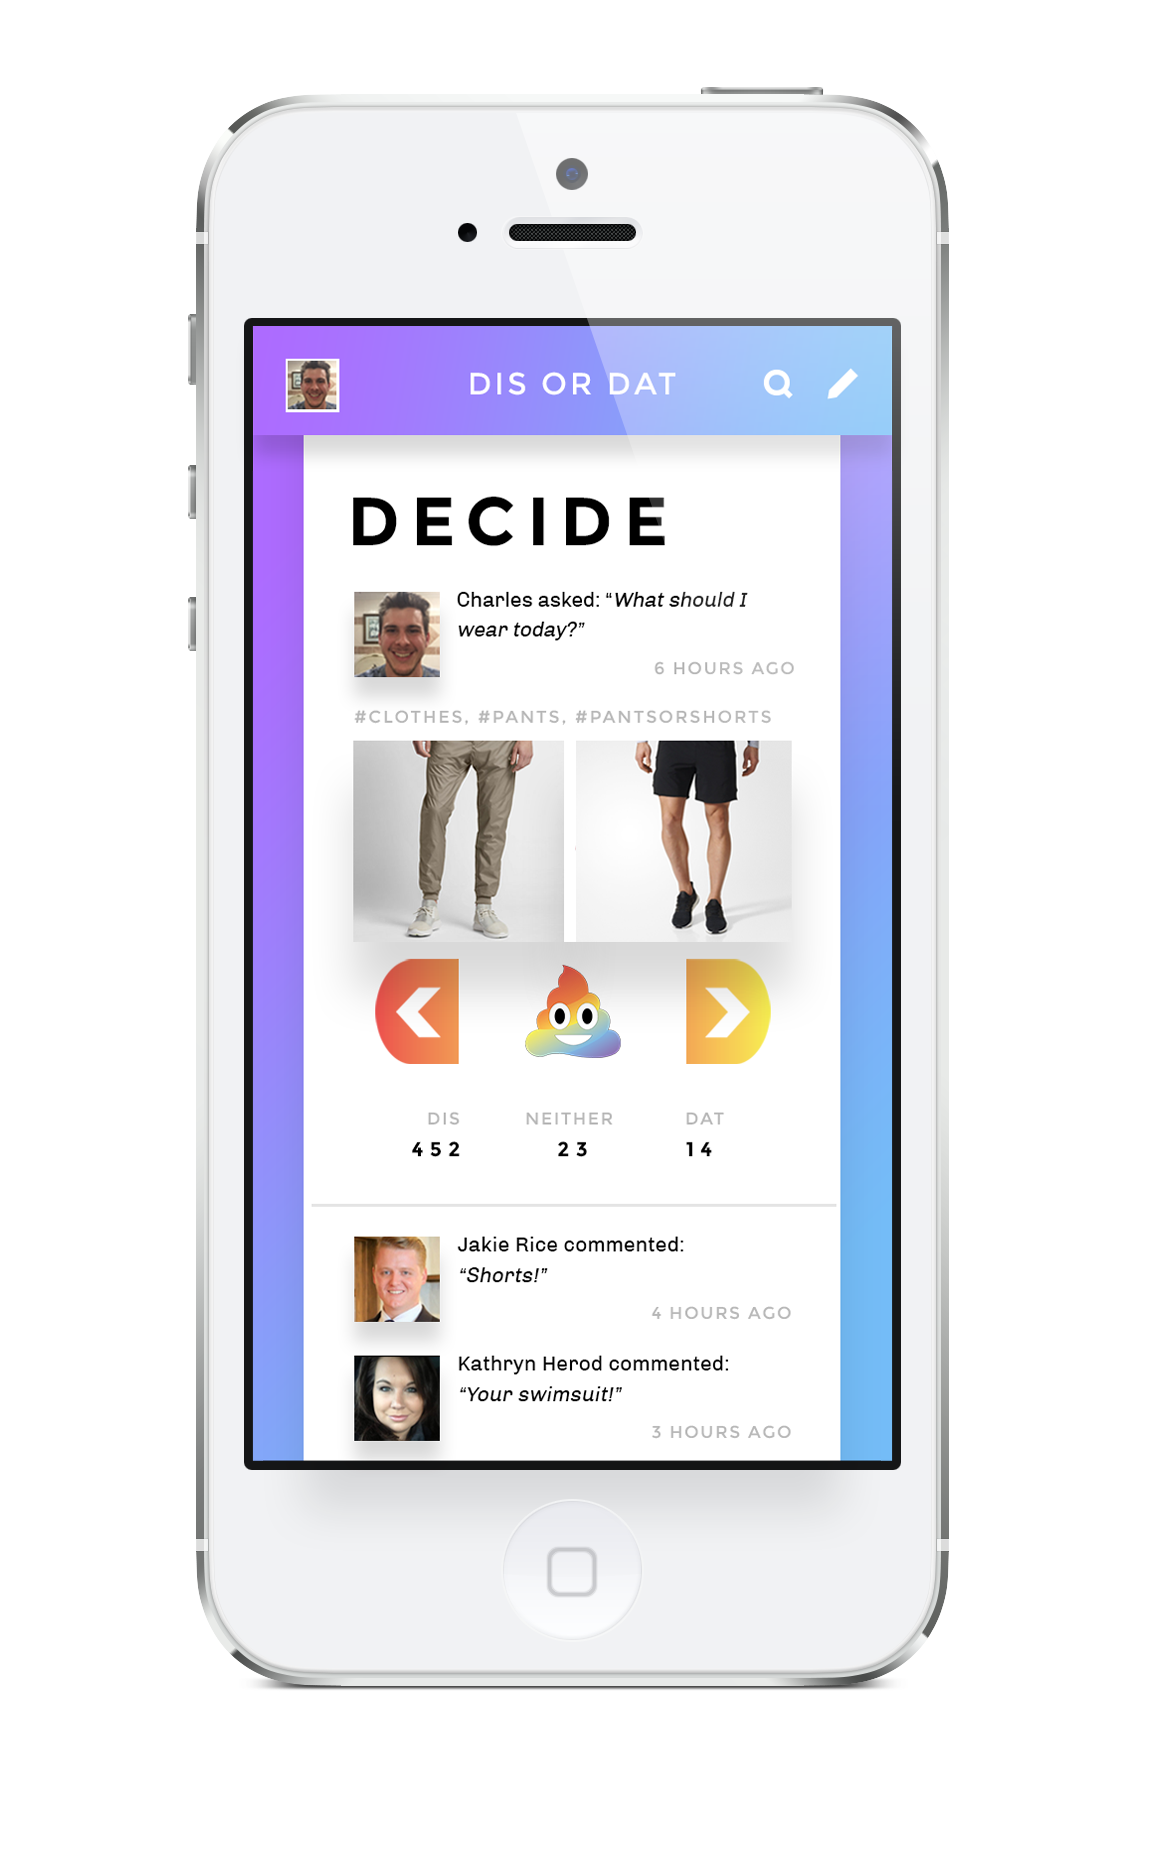 DIS OR DAT
DECIDE
Charles asked: “What should I
wear today?”
6 HOURS AGO
#CLOTHES, #PANTS, #PANTSORSHORTS
DIS
452
NEITHER
23
DAT
14
Jakie Rice commented:
“Shorts!”
4 HOURS AGO
Kathryn Herod commented:
“Your swimsuit!”
3 HOURS AGO